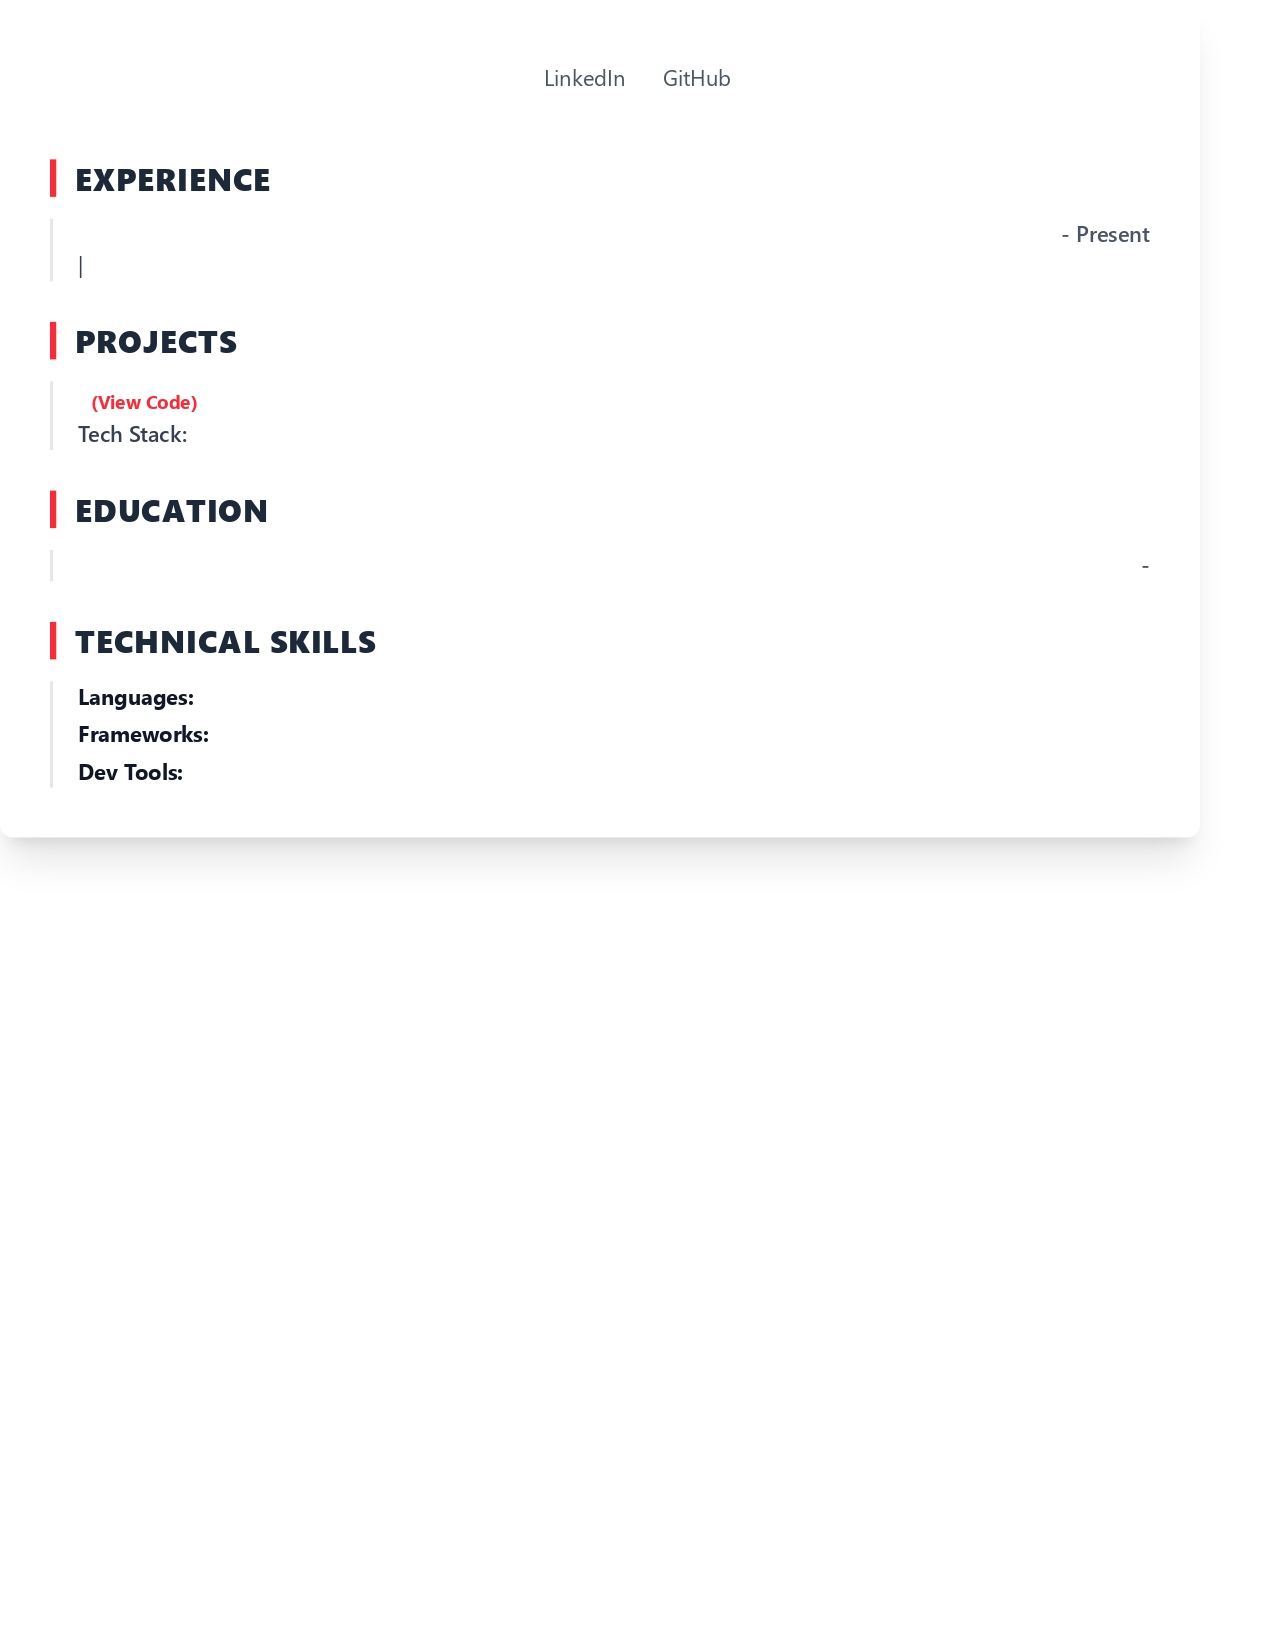 LinkedIn GitHub
EXPERIENCE
- Present
|
PROJECTS
(View Code)
Tech Stack:
EDUCATION
-
TECHNICAL SKILLS
Languages:
Frameworks:
Dev Tools: